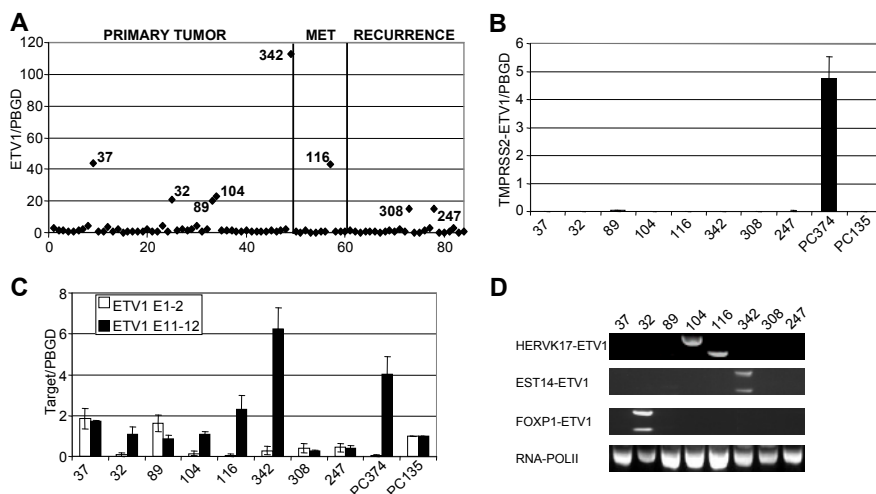 A
PRIMARY TUMOR MET RECURRENCE
ETV1/PBGD
120
100
80
60
40
20
0
342
37
116
32
104
89
308
247
0 20 40 60 80
B
TMPRSS2-ETV1/PBGD
6
5
4
3
2
1
0
37 32 89 104 116 342 308 247 PC374 PC135
C
Target/PBGD
8
6
4
2
0
ETV1 E1-2
ETV1 E11-12
37 32 89 104 116 342 308 247 PC374 PC135
D
37 32 89 104 116 342 308 247
HERVK17-ETV1
EST14-ETV1
FOXP1-ETV1
RNA-POLII